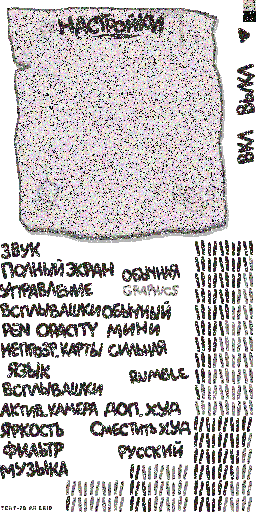 НАСТРОЙКИ
ВКЛ ВЫКЛ
ЗВУК
ПОЛНЫЙ ЭКРАН ОБЫЧНАЯ
УПРАВЛЕНИЕ GRAPHICS
ВСПЛЫВАШКИ ОБЫЧНЫЙ
PEN OPACITY МИНИ
НЕПРОЗР. КАРТЫ СИЛЬНАЯ
ЯЗЫК RUMBLE
ВСПЛЫВАШКИ
АКТИВ. КАМЕРА ДОП. ХУД
ЯРКОСТЬ СМЕСТИТЬ ХУД
ФИЛЬТР РУССКИЙ
МУЗЫКА